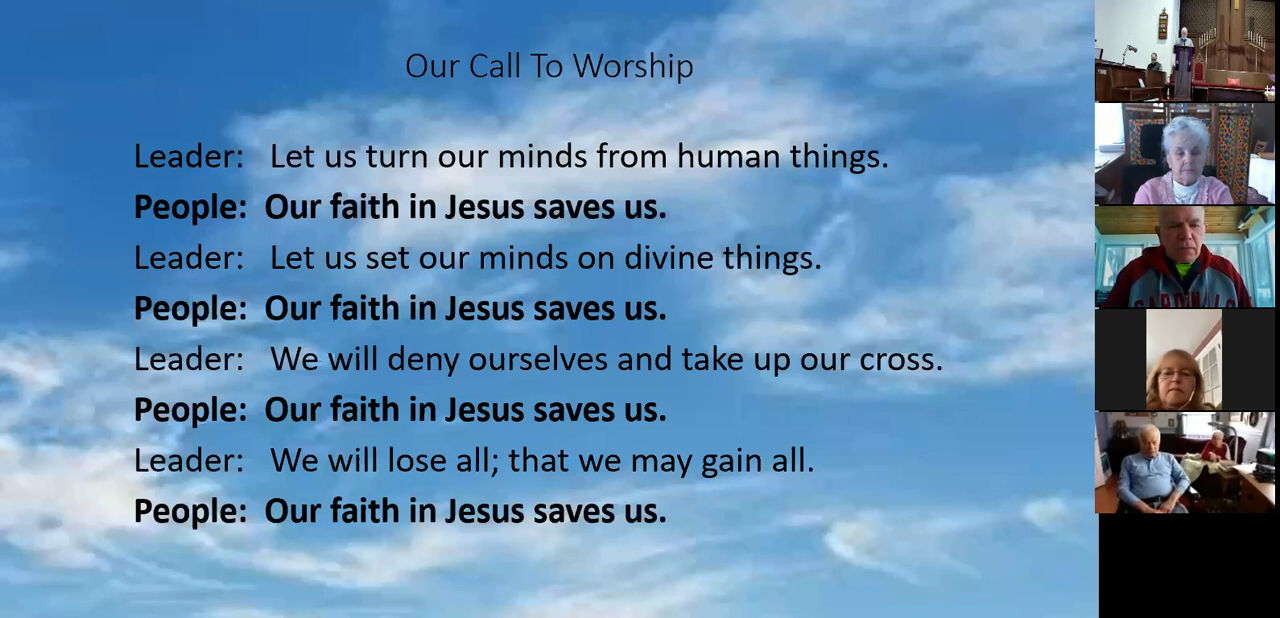 Our Call To Worship
Leader: Let us turn our minds from human things.
People: Our faith in Jesus saves us.
Leader: Let us set our minds on divine things.
People: Our faith in Jesus saves us.
Leader: We will deny ourselves and take up our cross.
People: Our faith in Jesus saves us.
Leader: We will lose all; that we may gain all.
People: Our faith in Jesus saves us.